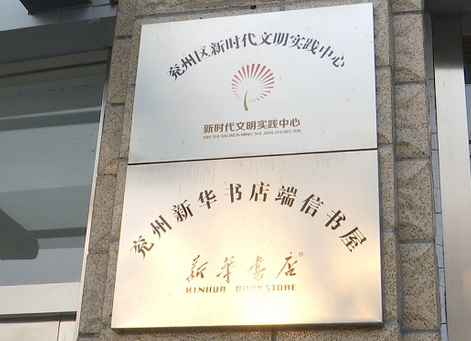 兖州区新时代文明实践中心
新时代文明实践中心
XIN SHI DAI WEN MING SHI JIAN ZHONG XIN
兖州新华书店端信书屋
新华书店®
XINHUA BOOKSTORE